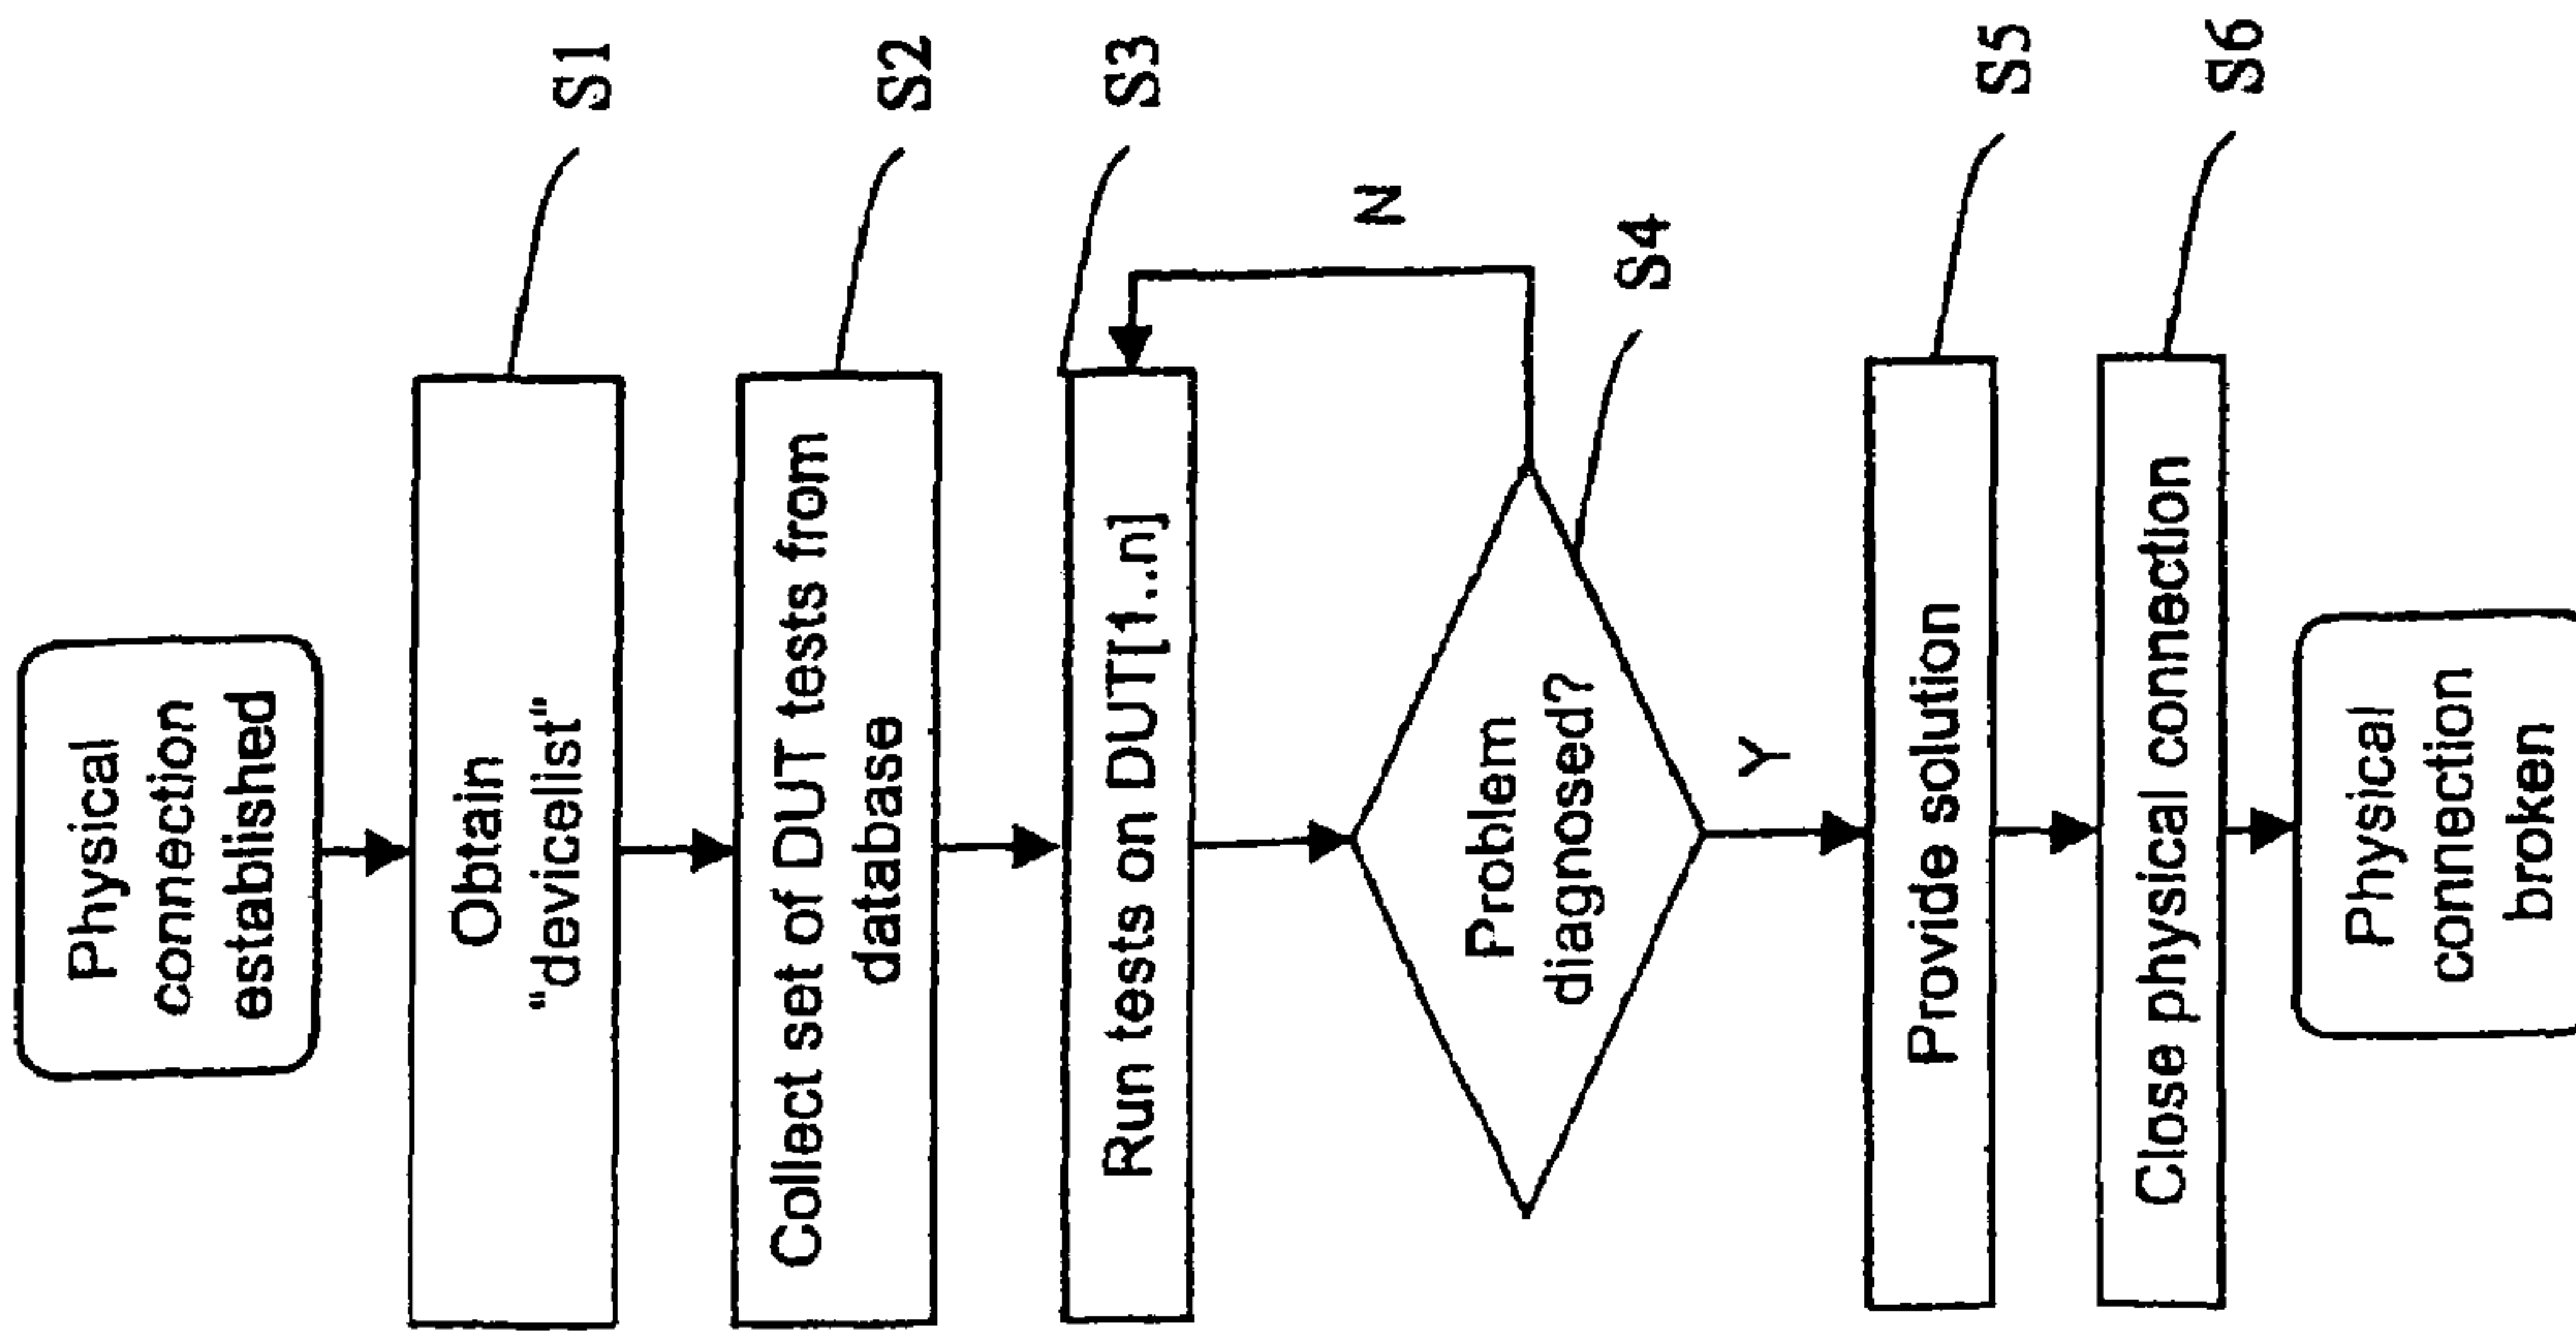 Physical
connection
established
Obtain
"devicelist"
S1
Collect set of DUT tests from
database
S2
Run tests on DUT[1..n]
S3
Problem
diagnosed?
S4
N
Y
Provide solution
S5
Close physical connection
S6
Physical
connection
broken